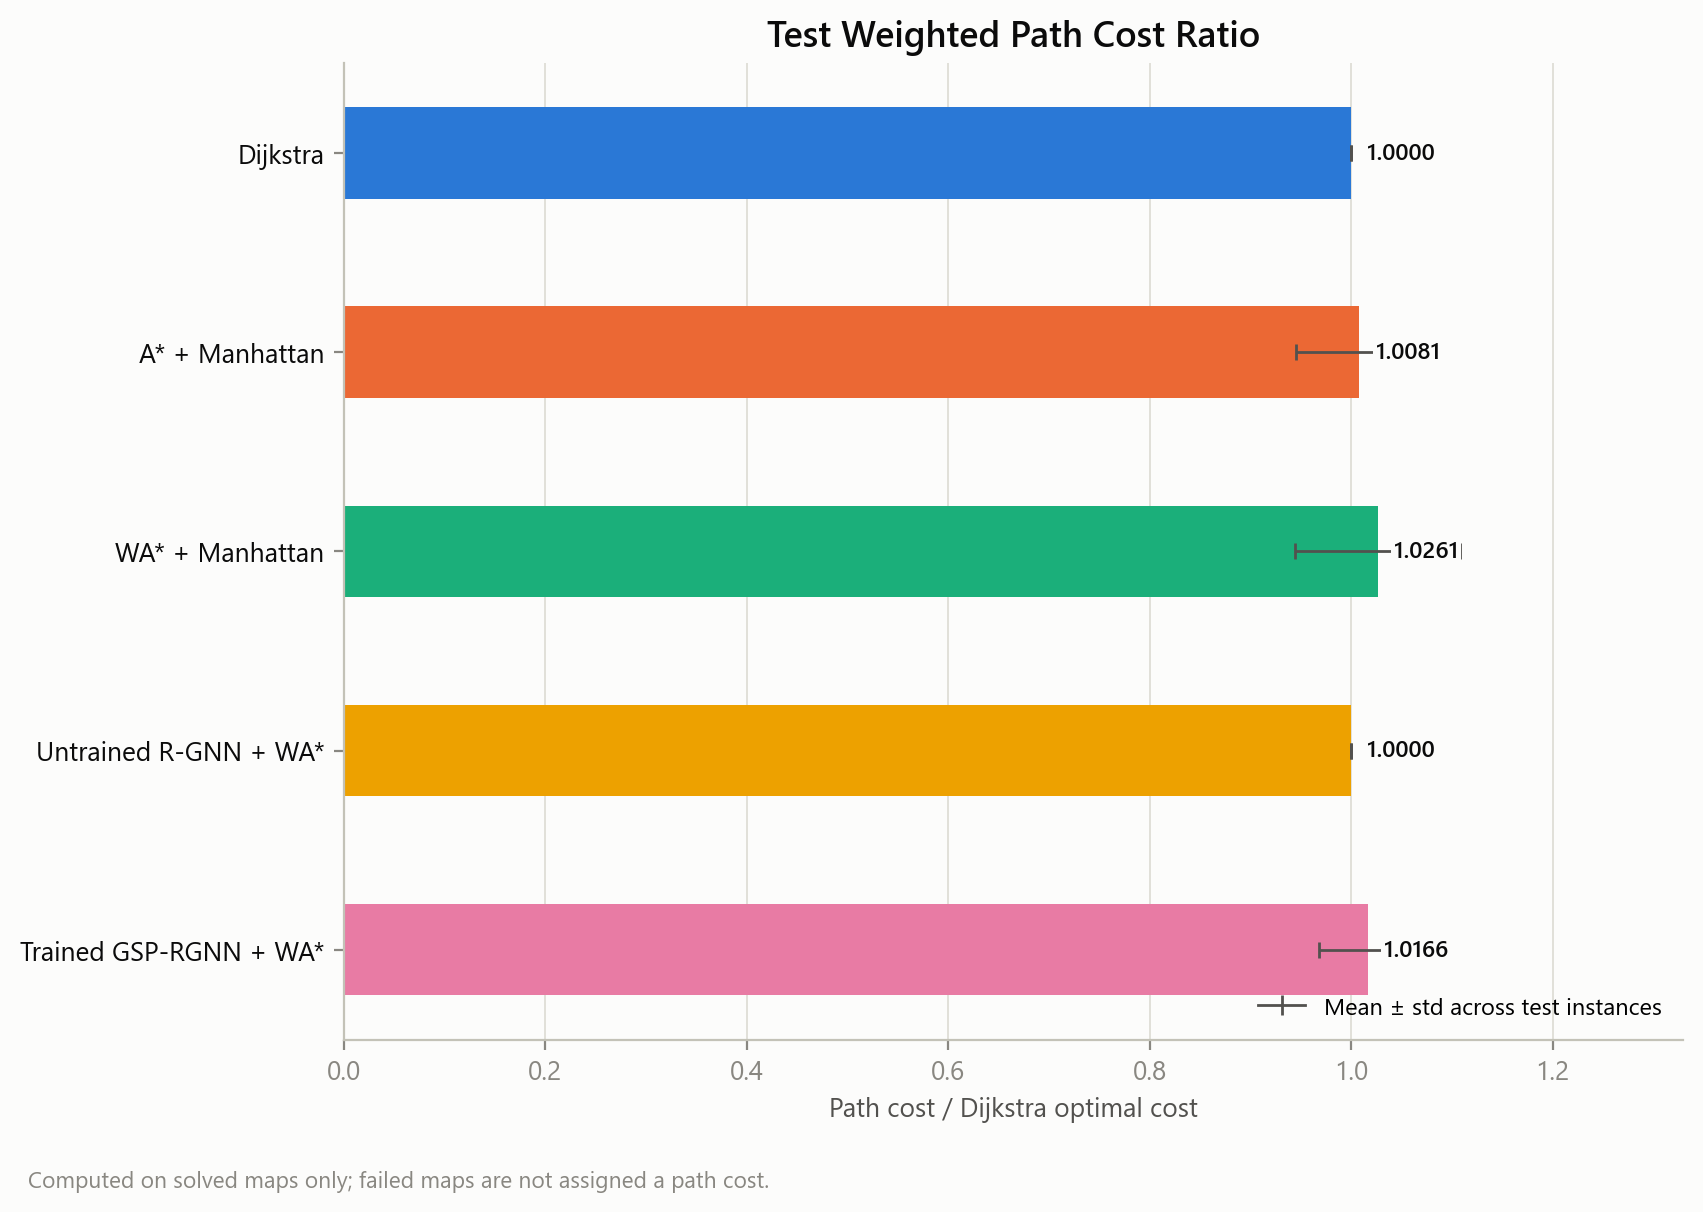 Test Weighted Path Cost Ratio
Dijkstra
1.0000
A* + Manhattan
1.0081
WA* + Manhattan
1.0261
Untrained R-GNN + WA*
1.0000
Trained GSP-RGNN + WA*
1.0166
Mean ± std across test instances
0.0 0.2 0.4 0.6 0.8 1.0 1.2
Path cost / Dijkstra optimal cost
Computed on solved maps only; failed maps are not assigned a path cost.